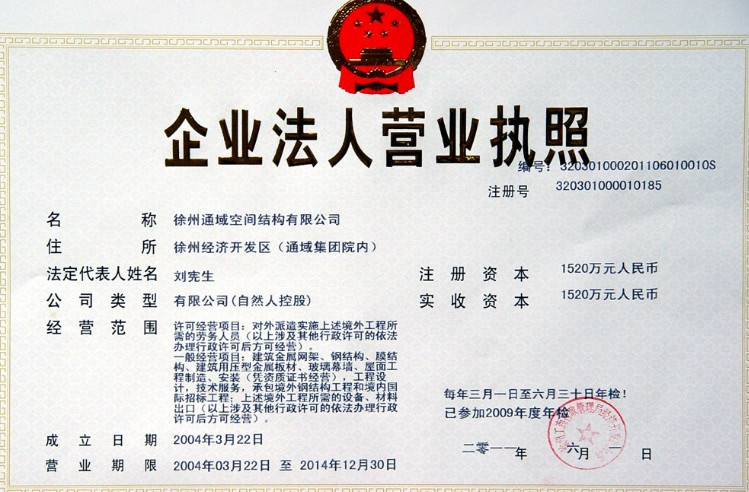 企业法人营业执照
编号：320301000201106010010S
注册号 320301000010185
名称 徐州通域空间结构有限公司
住所 徐州经济开发区（通域集团院内）
法定代表人姓名 刘宪生
注册资本 1520万元人民币
公司类型 有限公司(自然人控股)
实收资本 1520万元人民币
经营范围 许可经营项目：对外派遣实施上述境外工程所
需的劳务人员（以上涉及其他行政许可的依法
办理行政许可后方可经营）。
一般经营项目：建筑金属网架、钢结构、膜结
构、建筑用压型金属板材、玻璃幕墙、屋面工
程制造、安装（凭资质证书经营），工程设
计，技术服务，承包境外钢结构工程和境内国
际招标工程；上述境外工程所需的设备、材料
出口（以上涉及其他行政许可的依法办理行政
许可后方可经营）。
每年三月一日至六月三十日年检！
已参加2009年度年检
成立日期 2004年3月22日
二零一一年六月一日
营业期限 2004年03月22日 至 2014年12月30日